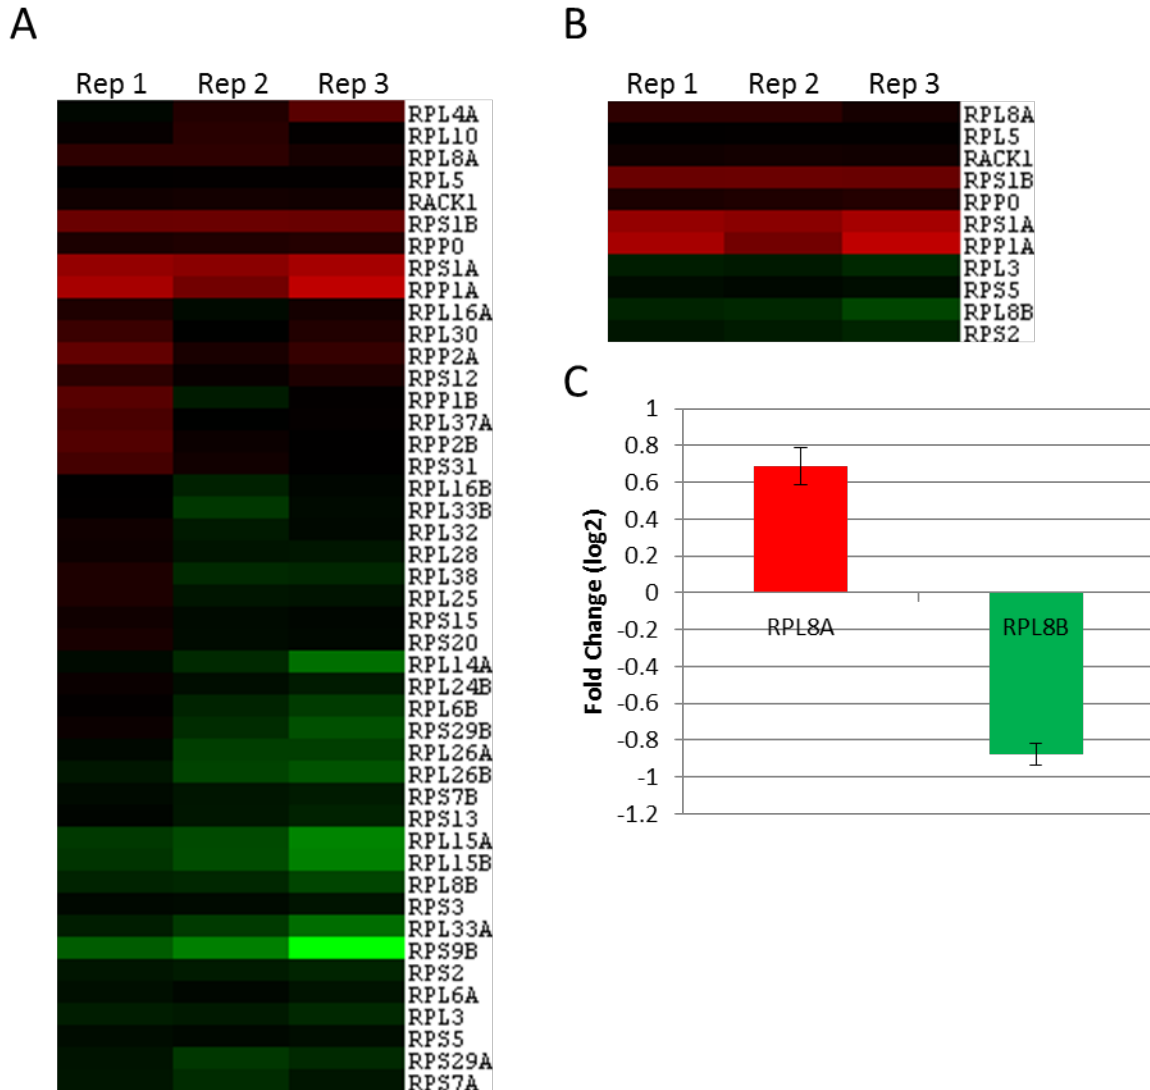 A
Rep 1 Rep 2 Rep 3
RPL4A
RPL10
RPL8A
RPL5
RACK1
RPS1B
RPP0
RPS1A
RPP1A
RPL16A
RPL30
RPP2A
RPS12
RPP1B
RPL37A
RPP2B
RPS31
RPL16B
RPL33B
RPL32
RPL28
RPL38
RPL25
RPS15
RPS20
RPL14A
RPL24B
RPL6B
RPS29B
RPL26A
RPL26B
RPS7B
RPS13
RPL15A
RPL15B
RPL8B
RPS3
RPL33A
RPS9B
RPS2
RPL6A
RPL3
RPS5
RPS29A
RPS7A
B
Rep 1 Rep 2 Rep 3
RPL8A
RPL5
RACK1
RPS1B
RPP0
RPS1A
RPP1A
RPL3
RPS5
RPL8B
RPS2
C
Fold Change (log2)
1
0.8
0.6
0.4
0.2
0
-0.2
-0.4
-0.6
-0.8
-1
-1.2
RPL8A
RPL8B